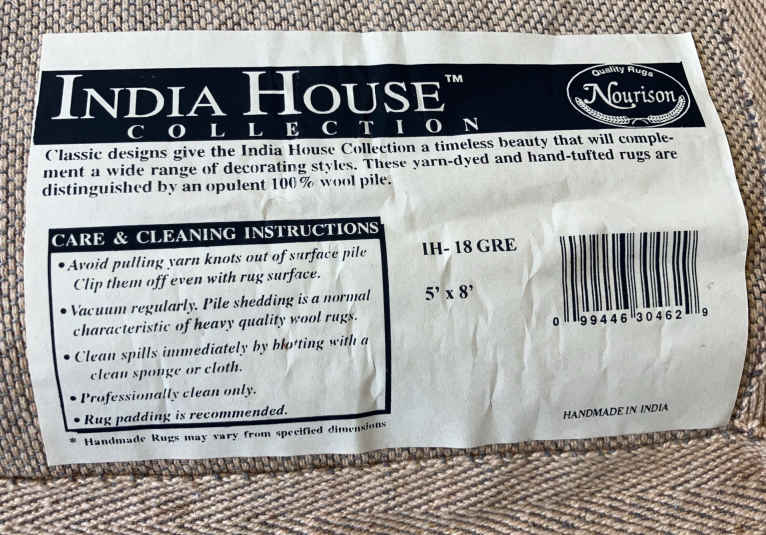 INDIA HOUSE™
COLLECTION
Quality Rugs
Nourison
Classic designs give the India House Collection a timeless beauty that will comple-
ment a wide range of decorating styles. These yarn-dyed and hand-tufted rugs are
distinguished by an opulent 100% wool pile.
CARE & CLEANING INSTRUCTIONS
• Avoid pulling yarn knots out of surface pile
Clip them off even with rug surface.
• Vacuum regularly. Pile shedding is a normal
characteristic of heavy quality wool rugs.
• Clean spills immediately by blotting with a
clean sponge or cloth.
• Professionally clean only.
• Rug padding is recommended.
* Handmade Rugs may vary from specified dimensions
IH- 18 GRE
5' x 8'
0 99446 30462 9
HANDMADE IN INDIA